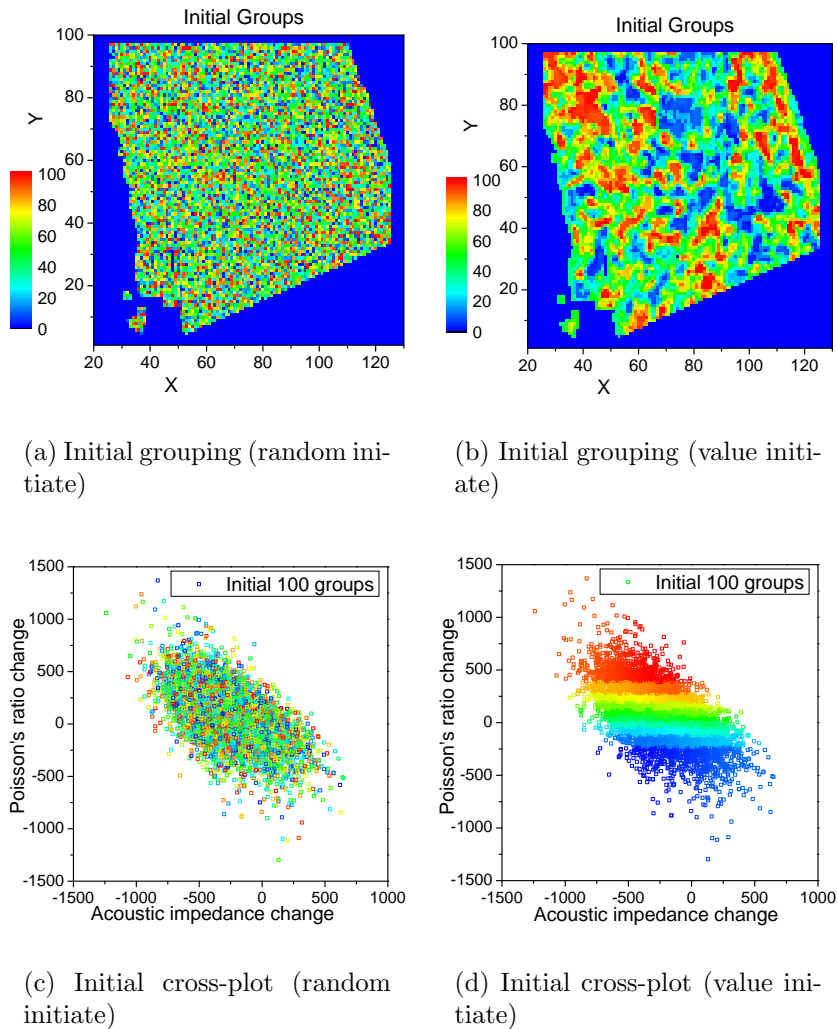 Initial Groups
100
80
60
40
20
Y
100
80
60
40
20
0
20 40 60 80 100 120
X
Initial Groups
100
80
60
40
20
Y
100
80
60
40
20
0
20 40 60 80 100 120
X
(a) Initial grouping (random ini-
tiate)
(b) Initial grouping (value initi-
ate)
1500
1000
500
0
-500
-1000
-1500
Poisson's ratio change
Initial 100 groups
-1500 -1000 -500 0 500 1000
Acoustic impedance change
1500
1000
500
0
-500
-1000
-1500
Poisson's ratio change
Initial 100 groups
-1500 -1000 -500 0 500 1000
Acoustic impedance change
(c) Initial cross-plot (random
initiate)
(d) Initial cross-plot (value ini-
tiate)